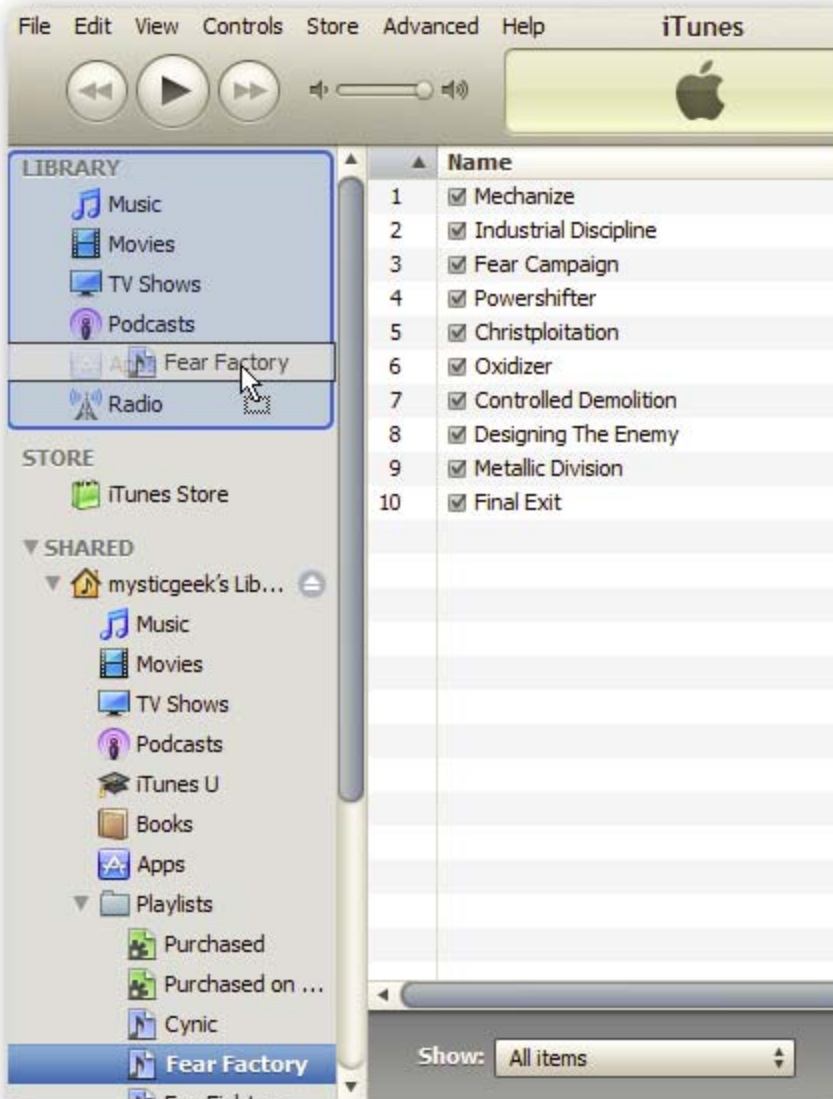 File Edit View Controls Store Advanced Help iTunes
LIBRARY
Music
Movies
TV Shows
Podcasts
Fear Factory
Radio
STORE
iTunes Store
SHARED
mysticgeek's Lib...
Music
Movies
TV Shows
Podcasts
iTunes U
Books
Apps
Playlists
Purchased
Purchased on ...
Cynic
Fear Factory
Name
1 Mechanize
2 Industrial Discipline
3 Fear Campaign
4 Powershifter
5 Christploitation
6 Oxidizer
7 Controlled Demolition
8 Designing The Enemy
9 Metallic Division
10 Final Exit
Show: All items